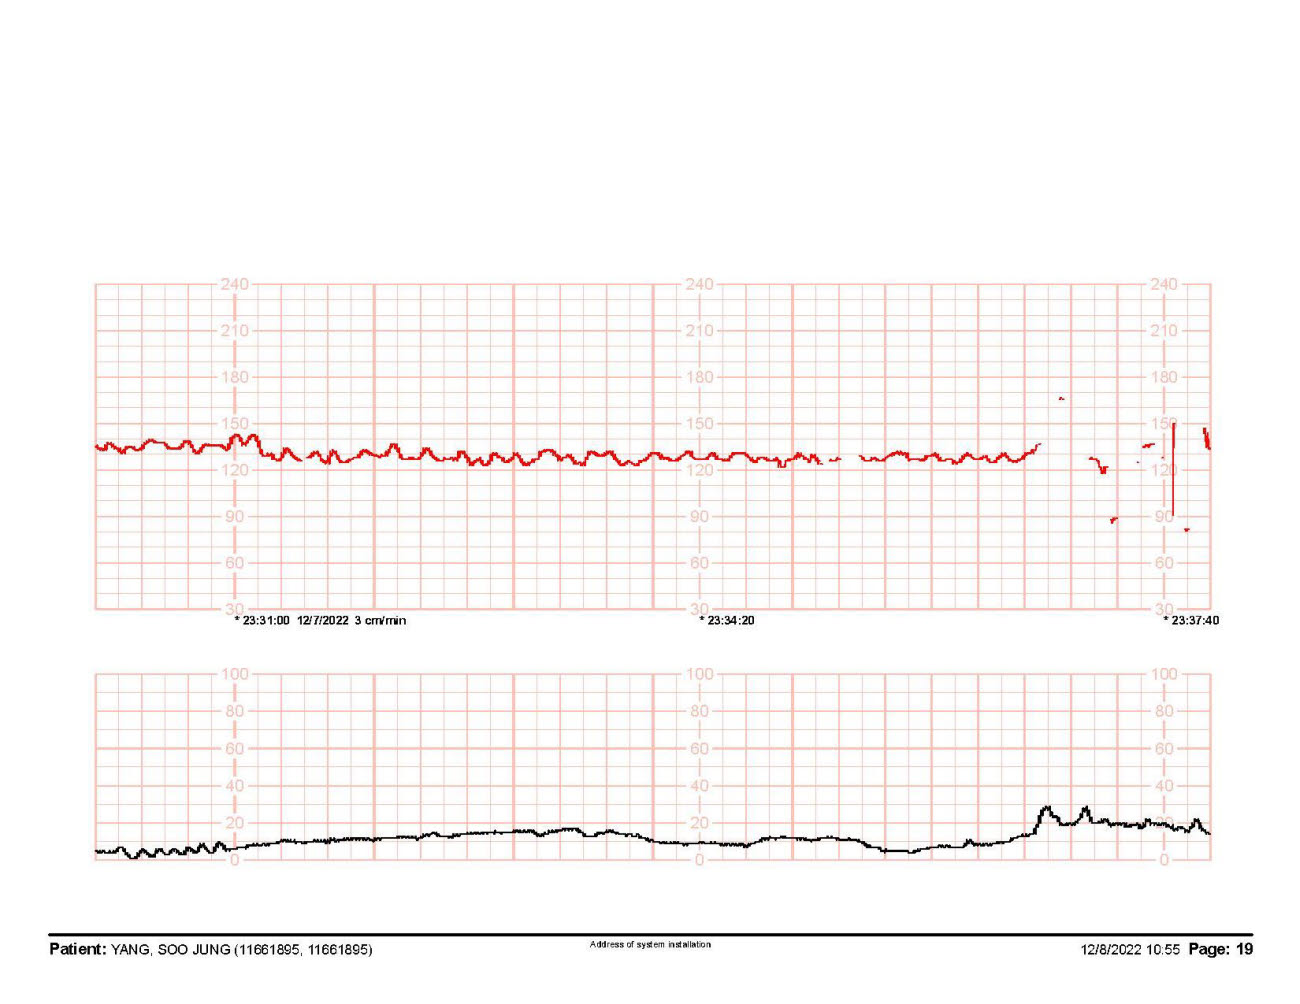 240 240 240
210 210 210
180 180 180
150 150 150
120 120 120
90 90 90
60 60 60
30 30 30
* 23:31:00 12/7/2022 3 cm/min * 23:34:20 * 23:37:40
100 100 100
80 80 80
60 60 60
40 40 40
20 20 20
0 0 0
Patient: YANG, SOO JUNG (11661895, 11661895) Address of system installation 12/8/2022 10:55 Page: 19